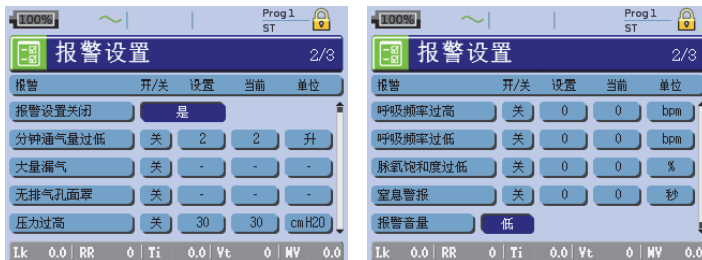 100%
Prog1
ST
报警设置 2/3
报警 开/关 设置 当前 单位
报警设置关闭 是
分钟通气量过低 关 2 2 升
大量漏气 关 - - -
无排气孔面罩 关 - - -
压力过高 关 30 30 cmH2O
Lk 0.0 RR 0 Ti 0.0 Vt 0 MV 0.0
100%
Prog1
ST
报警设置 2/3
报警 开/关 设置 当前 单位
呼吸频率过高 关 0 0 bpm
呼吸频率过低 关 0 0 bpm
脉氧饱和度过低 关 0 0 %
窒息警报 关 0 0 秒
报警音量 低
Lk 0.0 RR 0 Ti 0.0 Vt 0 MV 0.0